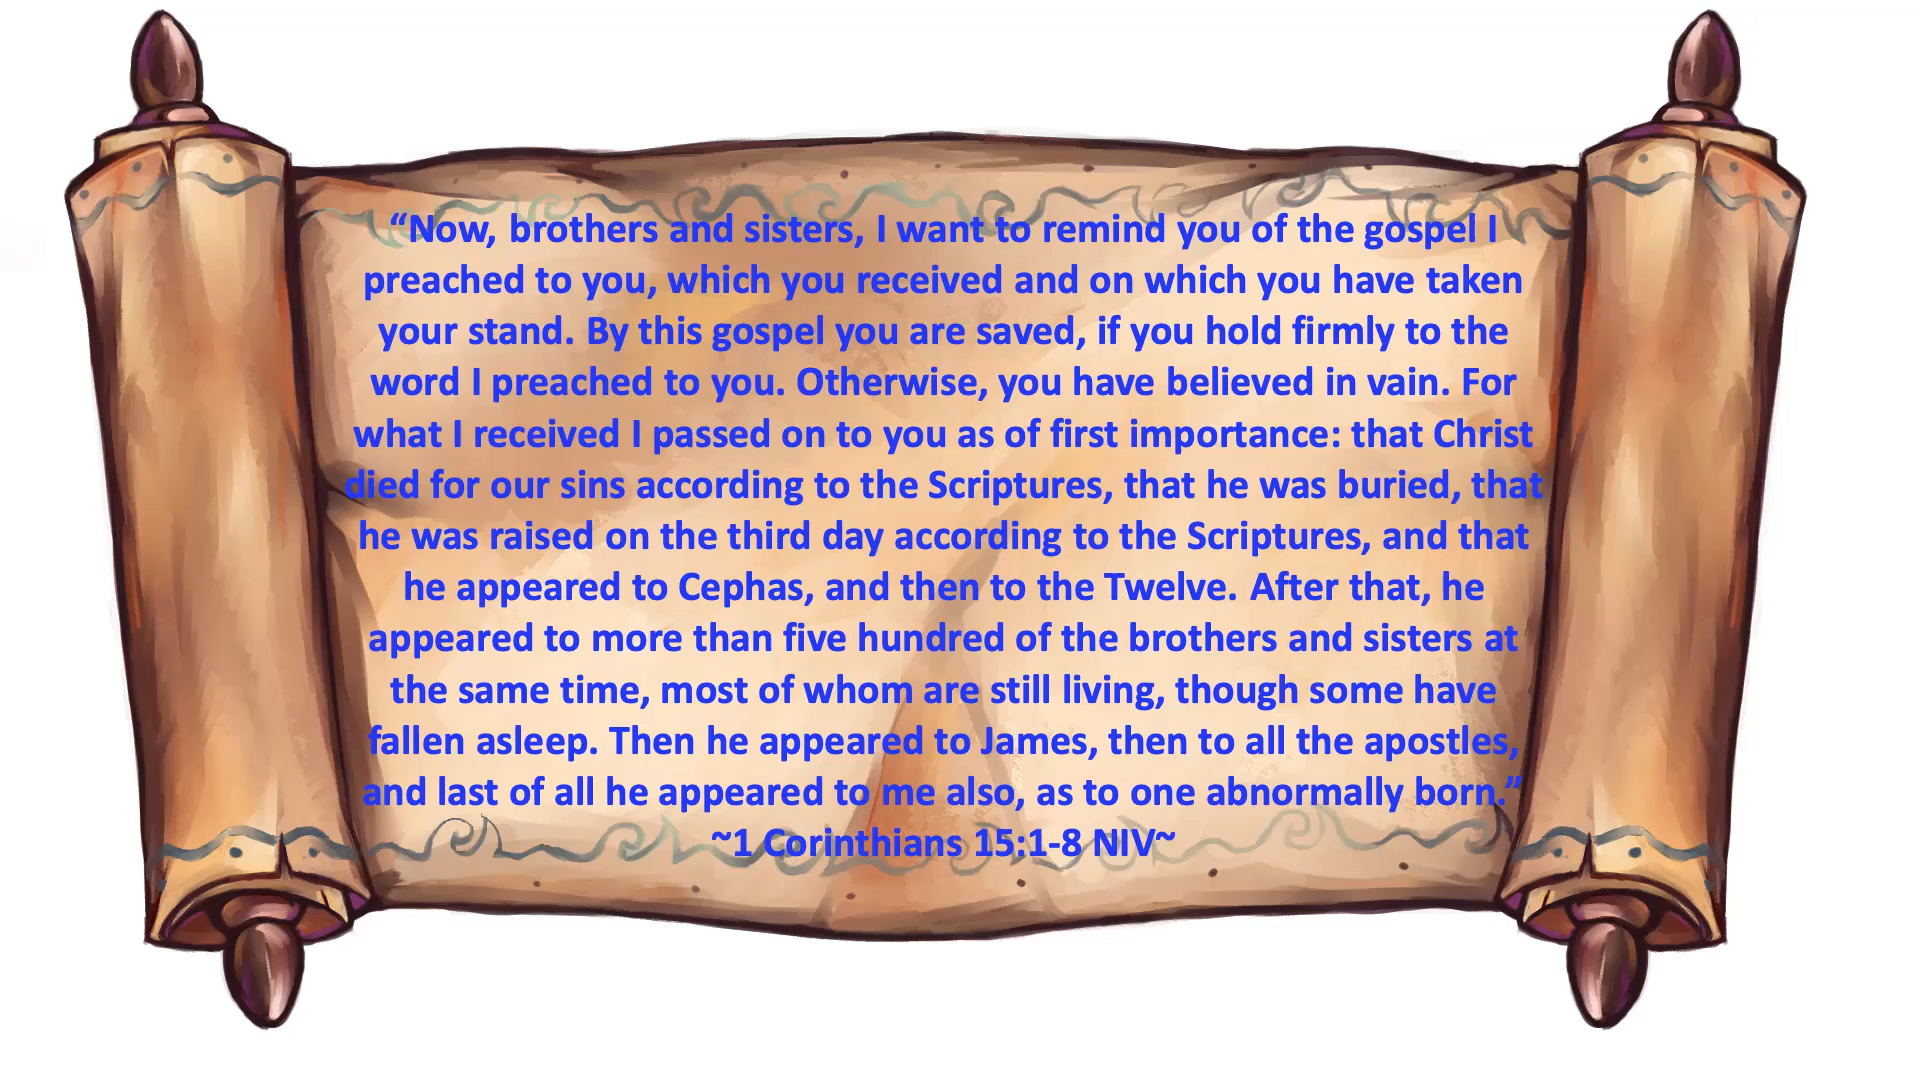 “Now, brothers and sisters, I want to remind you of the gospel I
preached to you, which you received and on which you have taken
your stand. By this gospel you are saved, if you hold firmly to the
word I preached to you. Otherwise, you have believed in vain. For
what I received I passed on to you as of first importance: that Christ
died for our sins according to the Scriptures, that he was buried, that
he was raised on the third day according to the Scriptures, and that
he appeared to Cephas, and then to the Twelve. After that, he
appeared to more than five hundred of the brothers and sisters at
the same time, most of whom are still living, though some have
fallen asleep. Then he appeared to James, then to all the apostles,
and last of all he appeared to me also, as to one abnormally born.”
~1 Corinthians 15:1-8 NIV~